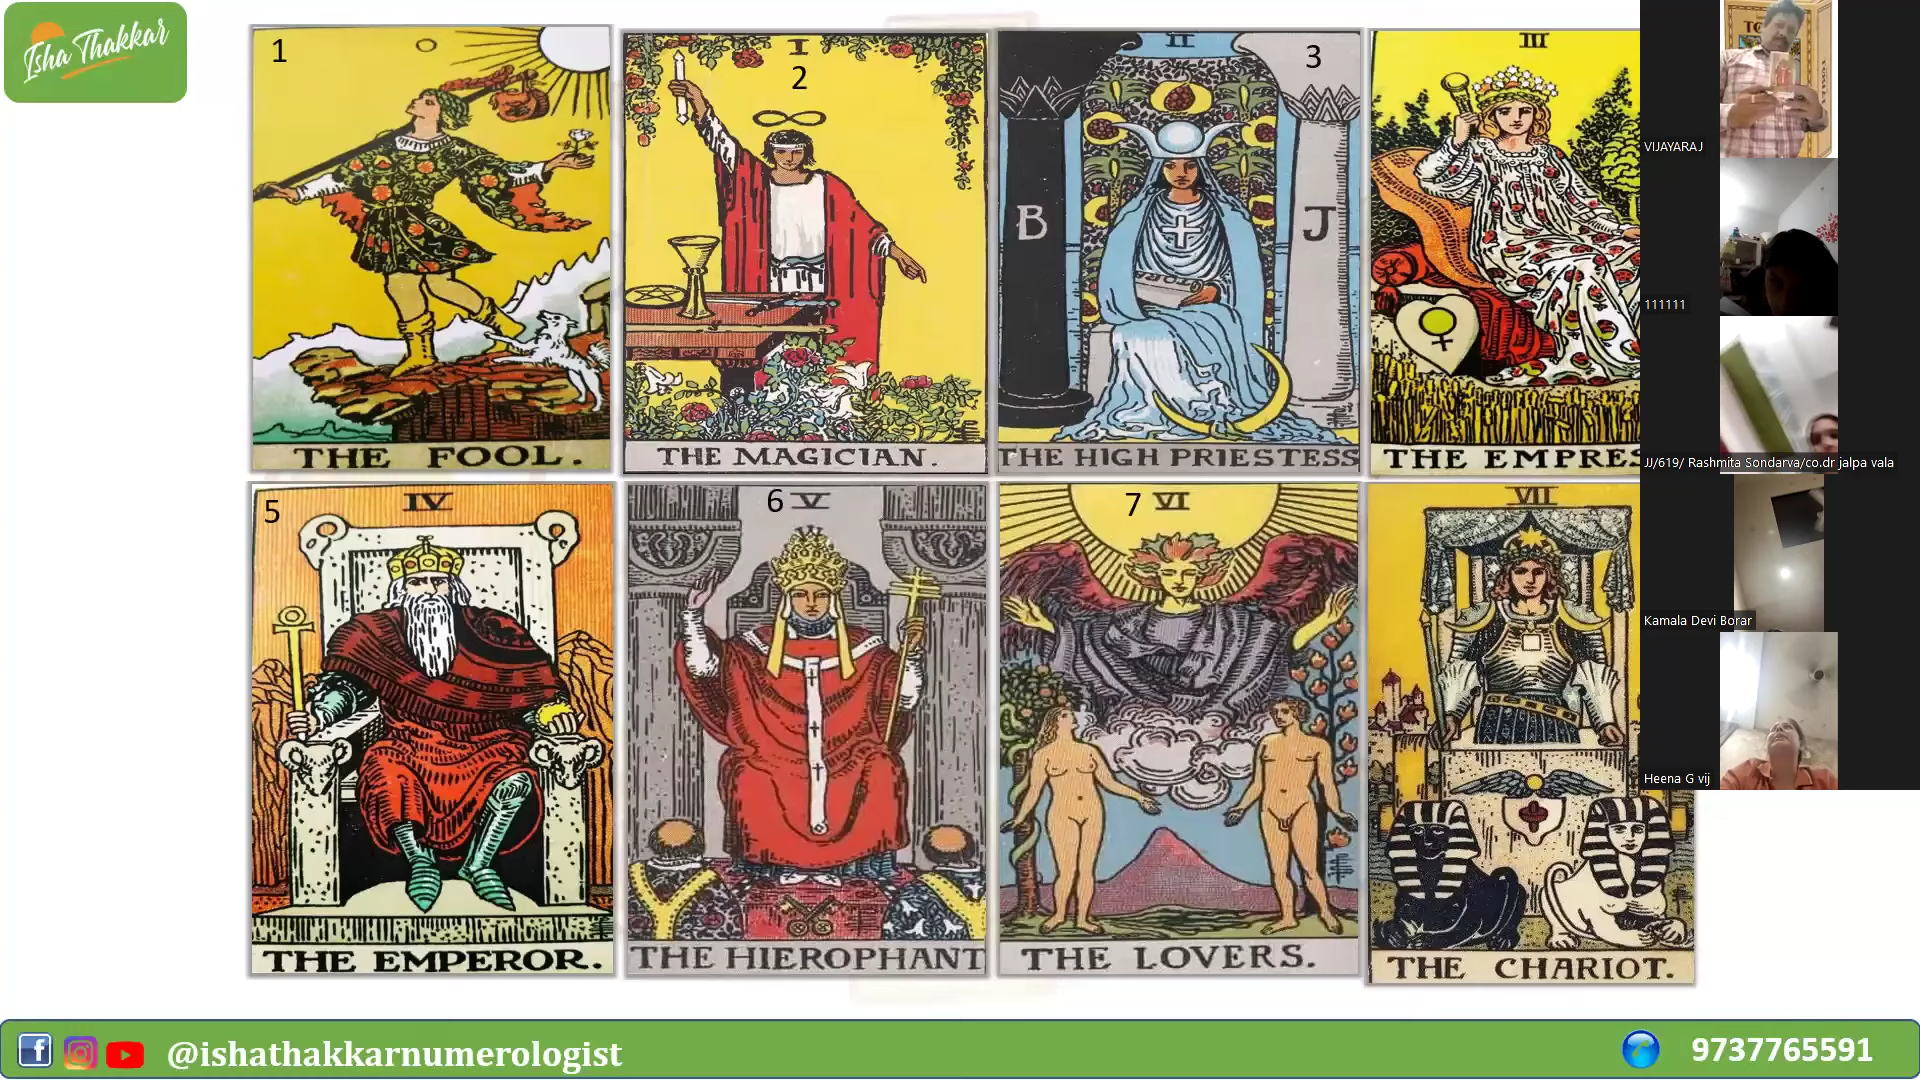 Isha Thakkar
1
I
2
II
3
III
THE FOOL.
THE MAGICIAN.
B
J
THE HIGH PRIESTESS
THE EMPRES
5
IV
6 V
7 VI
VII
THE EMPEROR.
THE HIEROPHANT
THE LOVERS.
THE CHARIOT.
VIJAYARAJ
111111
JJ/619/ Rashmita Sondarva/co.dr jalpa vala
Kamala Devi Borar
Heena G vij
@ishathakkarnumerologist
9737765591